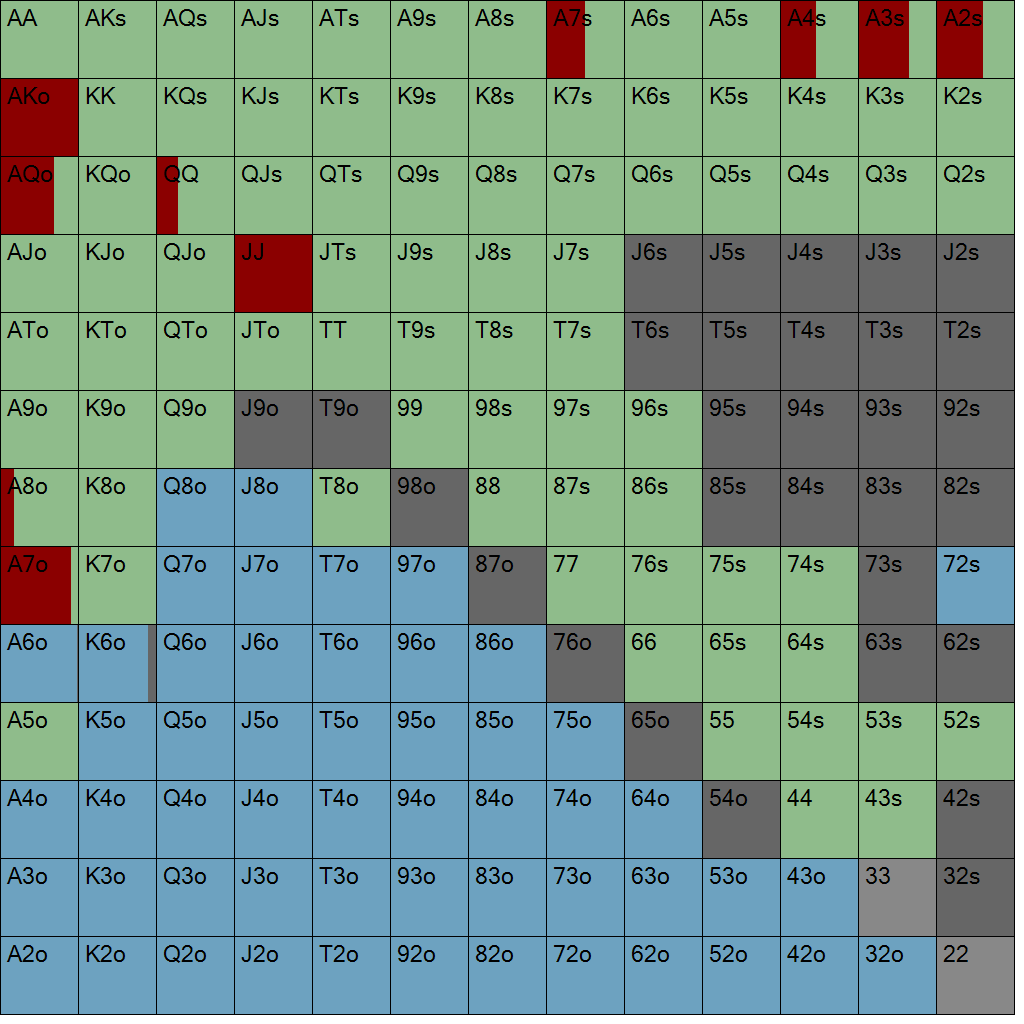 AA AKs AQs AJs ATs A9s A8s A7s A6s A5s A4s A3s A2s
AKo KK KQs KJs KTs K9s K8s K7s K6s K5s K4s K3s K2s
AQo KQo QQ QJs QTs Q9s Q8s Q7s Q6s Q5s Q4s Q3s Q2s
AJo KJo QJo JJ JTs J9s J8s J7s J6s J5s J4s J3s J2s
ATo KTo QTo JTo TT T9s T8s T7s T6s T5s T4s T3s T2s
A9o K9o Q9o J9o T9o 99 98s 97s 96s 95s 94s 93s 92s
A8o K8o Q8o J8o T8o 98o 88 87s 86s 85s 84s 83s 82s
A7o K7o Q7o J7o T7o 97o 87o 77 76s 75s 74s 73s 72s
A6o K6o Q6o J6o T6o 96o 86o 76o 66 65s 64s 63s 62s
A5o K5o Q5o J5o T5o 95o 85o 75o 65o 55 54s 53s 52s
A4o K4o Q4o J4o T4o 94o 84o 74o 64o 54o 44 43s 42s
A3o K3o Q3o J3o T3o 93o 83o 73o 63o 53o 43o 33 32s
A2o K2o Q2o J2o T2o 92o 82o 72o 62o 52o 42o 32o 22